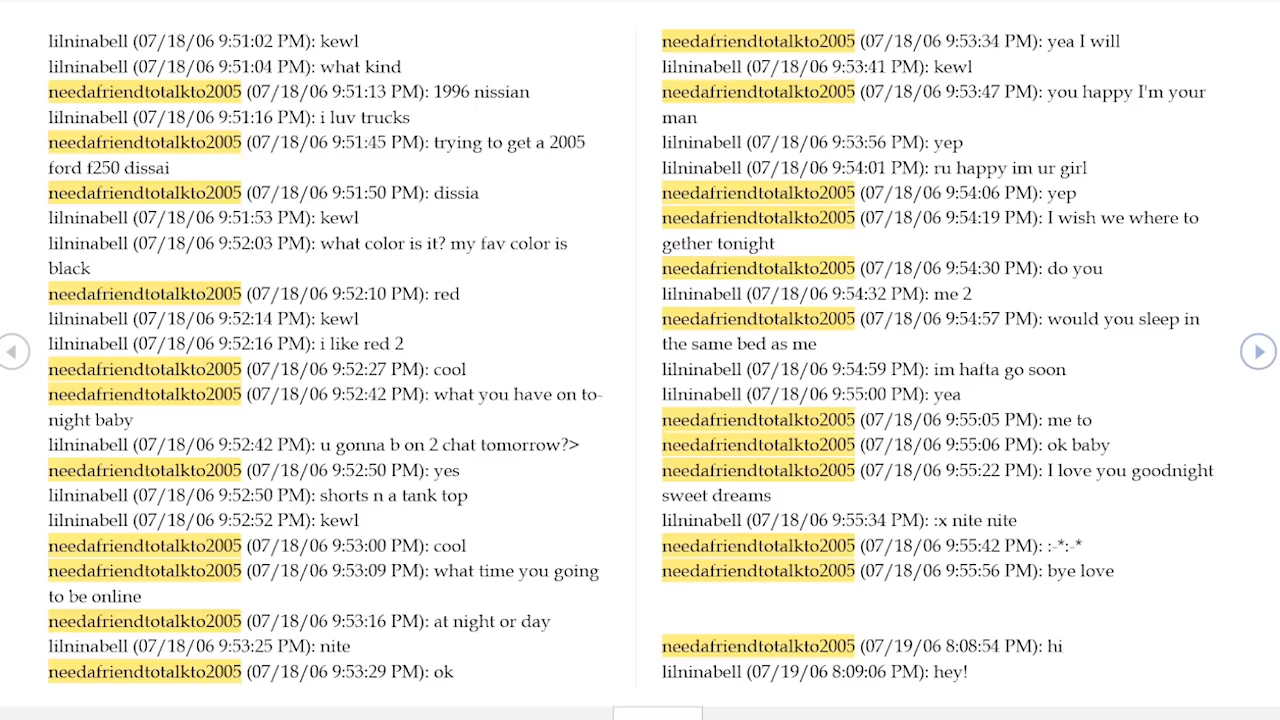 lilninabell (07/18/06 9:51:02 PM): kewl
lilninabell (07/18/06 9:51:04 PM): what kind
needafriendtotalkto2005 (07/18/06 9:51:13 PM): 1996 nissian
lilninabell (07/18/06 9:51:16 PM): i luv trucks
needafriendtotalkto2005 (07/18/06 9:51:45 PM): trying to get a 2005
ford f250 dissai
needafriendtotalkto2005 (07/18/06 9:51:50 PM): dissia
lilninabell (07/18/06 9:51:53 PM): kewl
lilninabell (07/18/06 9:52:03 PM): what color is it? my fav color is
black
needafriendtotalkto2005 (07/18/06 9:52:10 PM): red
lilninabell (07/18/06 9:52:14 PM): kewl
lilninabell (07/18/06 9:52:16 PM): i like red 2
needafriendtotalkto2005 (07/18/06 9:52:27 PM): cool
needafriendtotalkto2005 (07/18/06 9:52:42 PM): what you have on to-
night baby
lilninabell (07/18/06 9:52:42 PM): u gonna b on 2 chat tomorrow?>
needafriendtotalkto2005 (07/18/06 9:52:50 PM): yes
lilninabell (07/18/06 9:52:50 PM): shorts n a tank top
lilninabell (07/18/06 9:52:52 PM): kewl
needafriendtotalkto2005 (07/18/06 9:53:00 PM): cool
needafriendtotalkto2005 (07/18/06 9:53:09 PM): what time you going
to be online
needafriendtotalkto2005 (07/18/06 9:53:16 PM): at night or day
lilninabell (07/18/06 9:53:25 PM): nite
needafriendtotalkto2005 (07/18/06 9:53:29 PM): ok
needafriendtotalkto2005 (07/18/06 9:53:34 PM): yea I will
lilninabell (07/18/06 9:53:41 PM): kewl
needafriendtotalkto2005 (07/18/06 9:53:47 PM): you happy I'm your
man
lilninabell (07/18/06 9:53:56 PM): yep
lilninabell (07/18/06 9:54:01 PM): ru happy im ur girl
needafriendtotalkto2005 (07/18/06 9:54:06 PM): yep
needafriendtotalkto2005 (07/18/06 9:54:19 PM): I wish we where to
gether tonight
needafriendtotalkto2005 (07/18/06 9:54:30 PM): do you
lilninabell (07/18/06 9:54:32 PM): me 2
needafriendtotalkto2005 (07/18/06 9:54:57 PM): would you sleep in
the same bed as me
lilninabell (07/18/06 9:54:59 PM): im hafta go soon
lilninabell (07/18/06 9:55:00 PM): yea
needafriendtotalkto2005 (07/18/06 9:55:05 PM): me to
needafriendtotalkto2005 (07/18/06 9:55:06 PM): ok baby
needafriendtotalkto2005 (07/18/06 9:55:22 PM): I love you goodnight
sweet dreams
lilninabell (07/18/06 9:55:34 PM): :x nite nite
needafriendtotalkto2005 (07/18/06 9:55:42 PM): :-*:-*
needafriendtotalkto2005 (07/18/06 9:55:56 PM): bye love
needafriendtotalkto2005 (07/19/06 8:08:54 PM): hi
lilninabell (07/19/06 8:09:06 PM): hey!